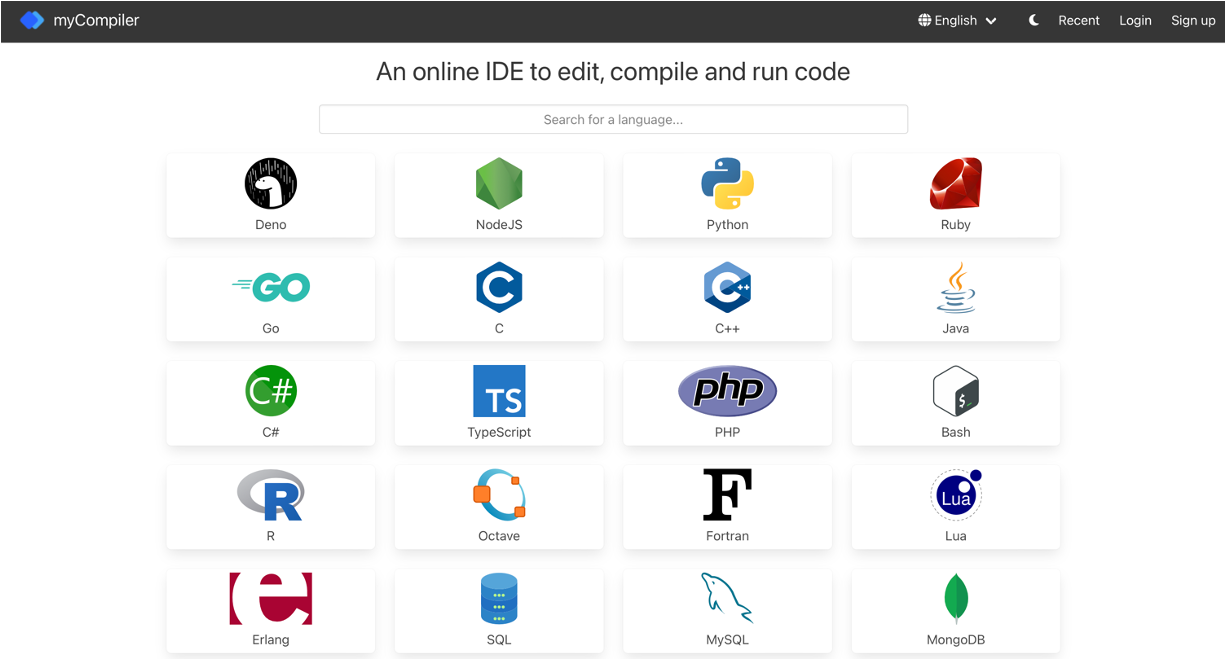 myCompiler English Recent Login Sign up
An online IDE to edit, compile and run code
Search for a language...
Deno NodeJS Python Ruby
GO C C++
Go C C++ Java
C# TS php $_
C# TypeScript PHP Bash
R F Lua
R Octave Fortran Lua
e
Erlang SQL MySQL MongoDB